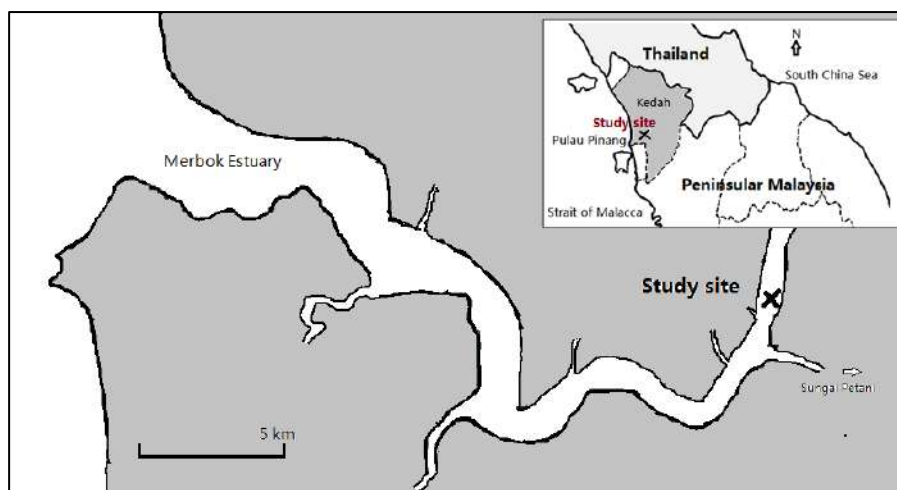 N
Thailand
South China Sea
Kedah
Study site
Pulau Pinang
Peninsular Malaysia
Strait of Malacca
Merbok Estuary
Study site
Sungai Petani
5 km